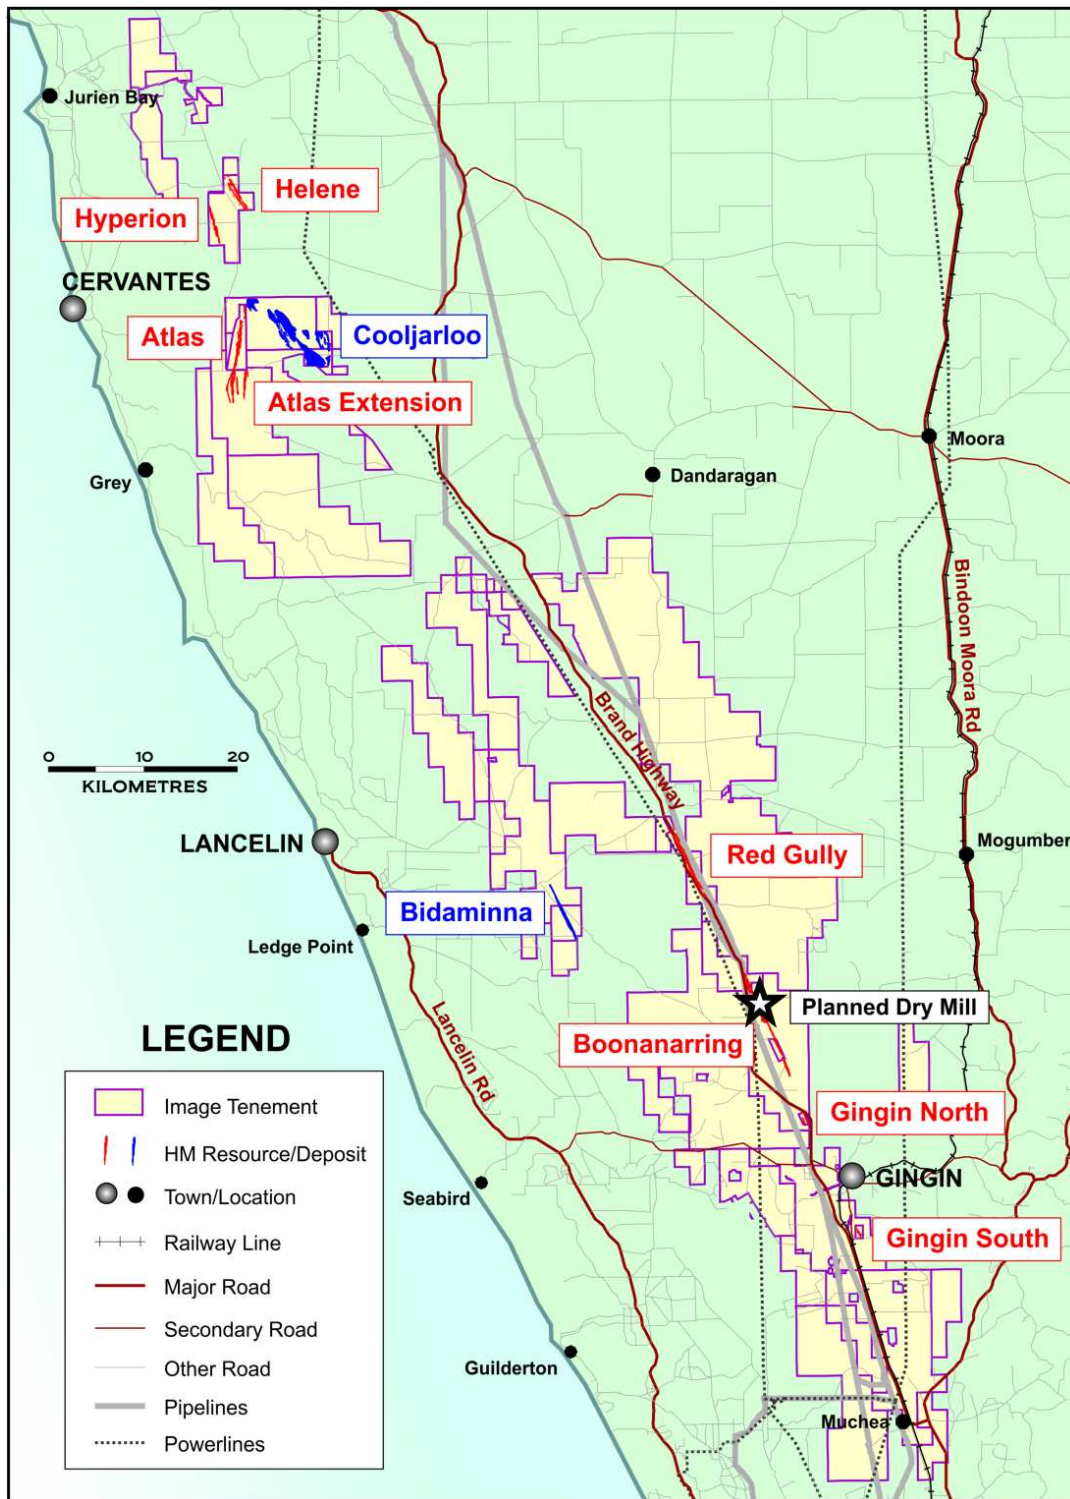 Jurien Bay
Helene
Hyperion
CERVANTES
Atlas
Cooljarloo
Atlas Extension
Moora
Grey
Dandaragan
Bindoon Moora Rd
Brand Highway
0 10 20
KILOMETRES
LANCELIN
Mogumber
Red Gully
Bidaminna
Ledge Point
Planned Dry Mill
Lancelin Rd
Boonanarring
Gingin North
GINGIN
Seabird
Gingin South
Guilderton
Muchea
LEGEND
Image Tenement
HM Resource/Deposit
Town/Location
Railway Line
Major Road
Secondary Road
Other Road
Pipelines
Powerlines